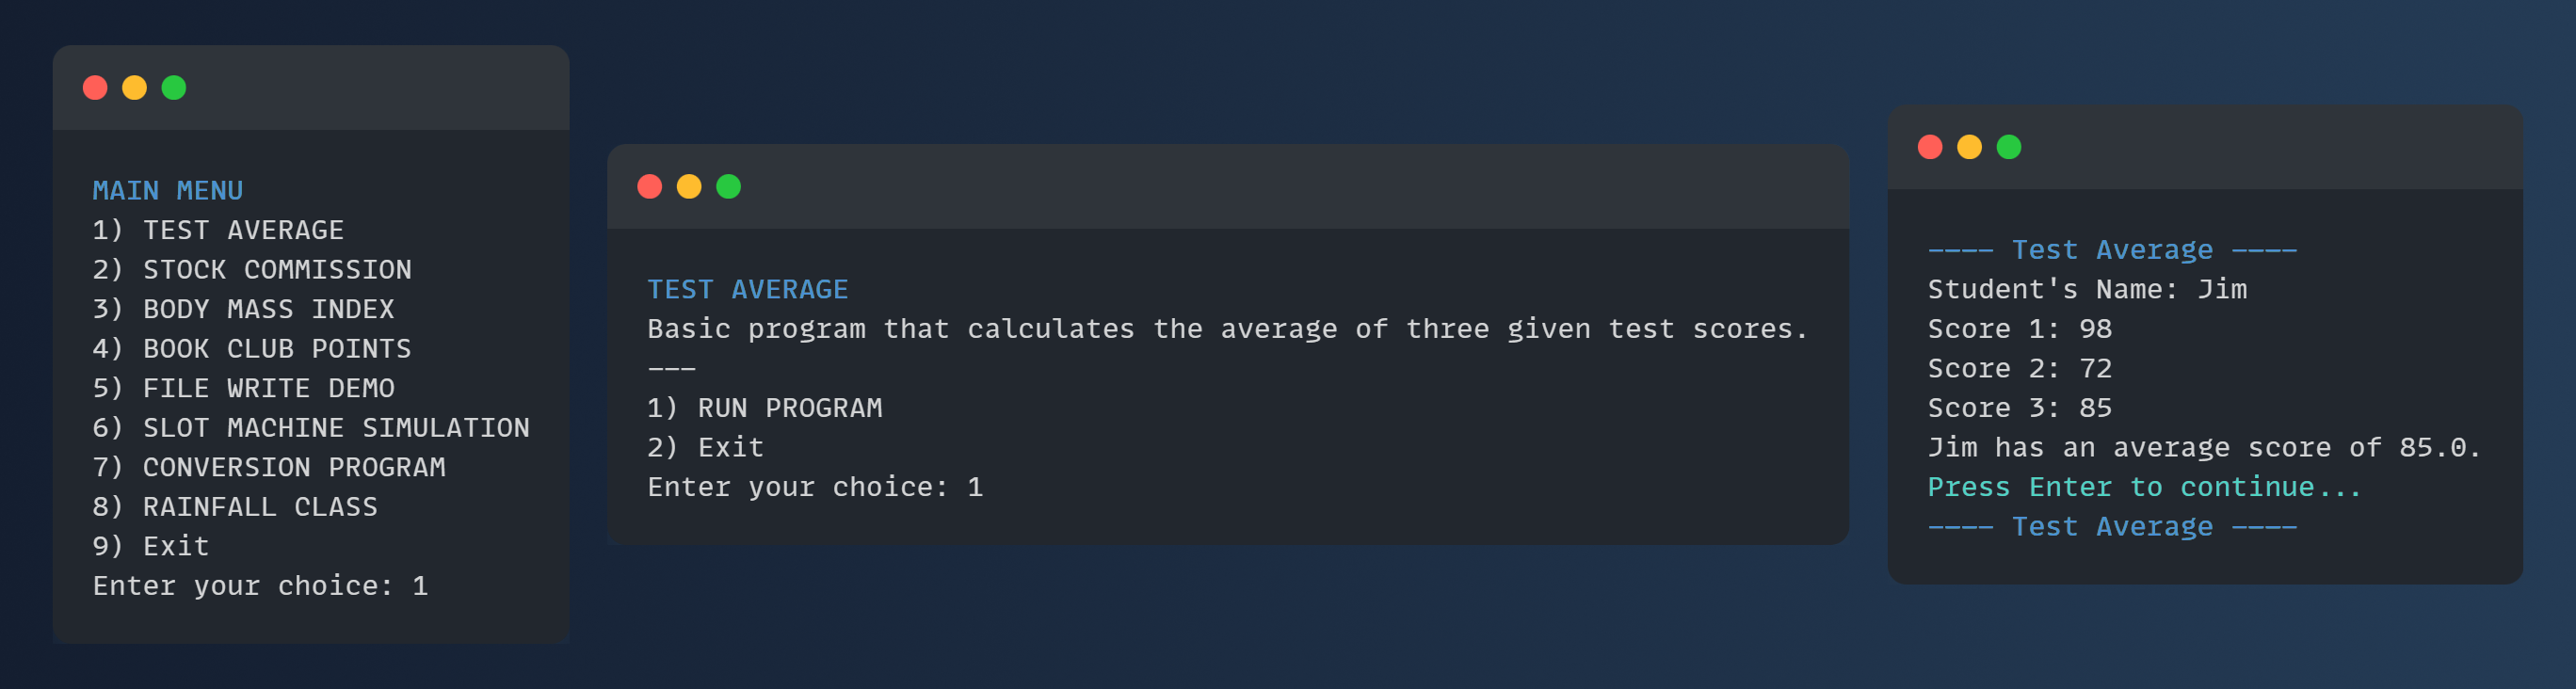 MAIN MENU
1) TEST AVERAGE
2) STOCK COMMISSION
3) BODY MASS INDEX
4) BOOK CLUB POINTS
5) FILE WRITE DEMO
6) SLOT MACHINE SIMULATION
7) CONVERSION PROGRAM
8) RAINFALL CLASS
9) Exit
Enter your choice: 1
TEST AVERAGE
Basic program that calculates the average of three given test scores.
---
1) RUN PROGRAM
2) Exit
Enter your choice: 1
---- Test Average ----
Student's Name: Jim
Score 1: 98
Score 2: 72
Score 3: 85
Jim has an average score of 85.0.
Press Enter to continue...
---- Test Average ----